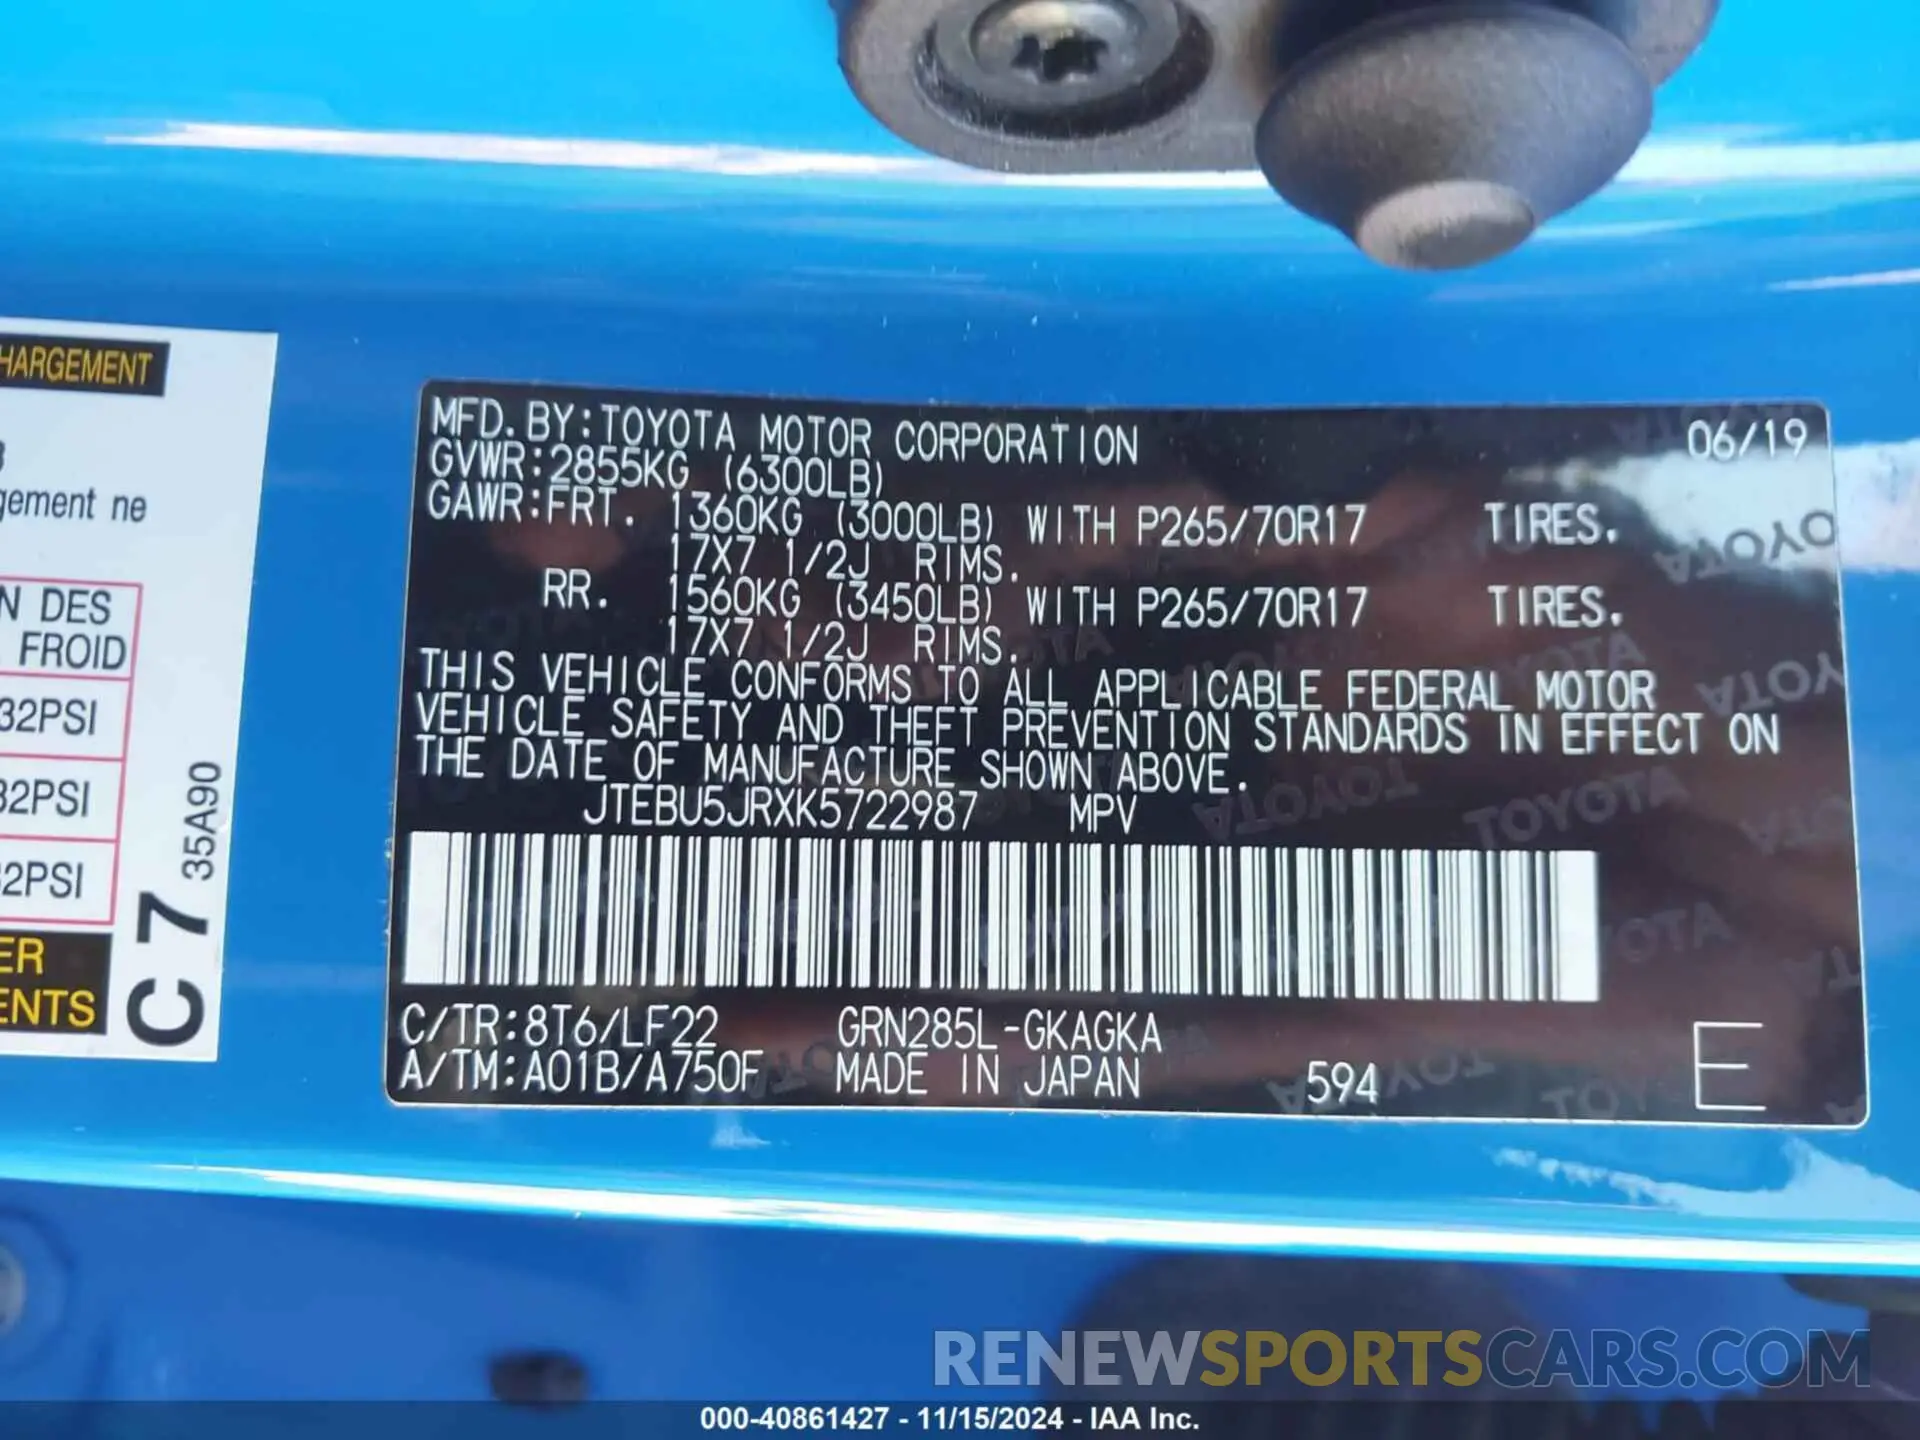 HARGEMENT
gement ne
N DES
FROID
32PSI
32PSI
32PSI
ER
ENTS
C7
35A90
MFD. BY: TOYOTA MOTOR CORPORATION 06/19
GVWR: 2855KG (6300LB)
GAWR: FRT. 1360KG (3000LB) WITH P265/70R17 TIRES.
17X7 1/2J RIMS.
RR. 1560KG (3450LB) WITH P265/70R17 TIRES.
17X7 1/2J RIMS.
THIS VEHICLE CONFORMS TO ALL APPLICABLE FEDERAL MOTOR
VEHICLE SAFETY AND THEFT PREVENTION STANDARDS IN EFFECT ON
THE DATE OF MANUFACTURE SHOWN ABOVE.
JTEBU5JRXK5722987 MPV
C/TR: 8T6/LF22 GRN285L-GKAGKA
A/TM: A01B/A750F MADE IN JAPAN 594 E
RENEWSPORTSCARS.COM
000-40861427 - 11/15/2024 - IAA Inc.